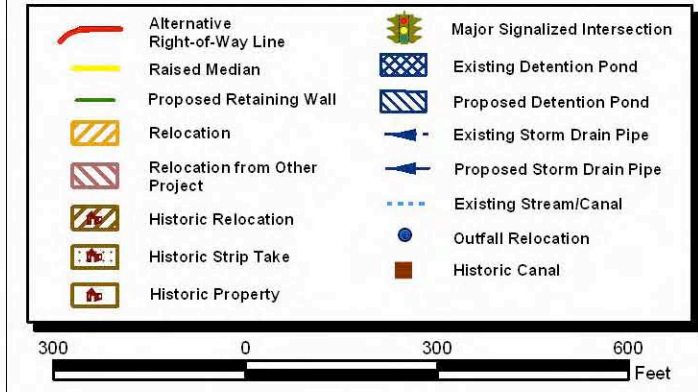 Alternative
Right-of-Way Line
Raised Median
Proposed Retaining Wall
Relocation
Relocation from Other
Project
Historic Relocation
Historic Strip Take
Historic Property
Major Signalized Intersection
Existing Detention Pond
Proposed Detention Pond
Existing Storm Drain Pipe
Proposed Storm Drain Pipe
Existing Stream/Canal
Outfall Relocation
Historic Canal
300 0 300 600
Feet